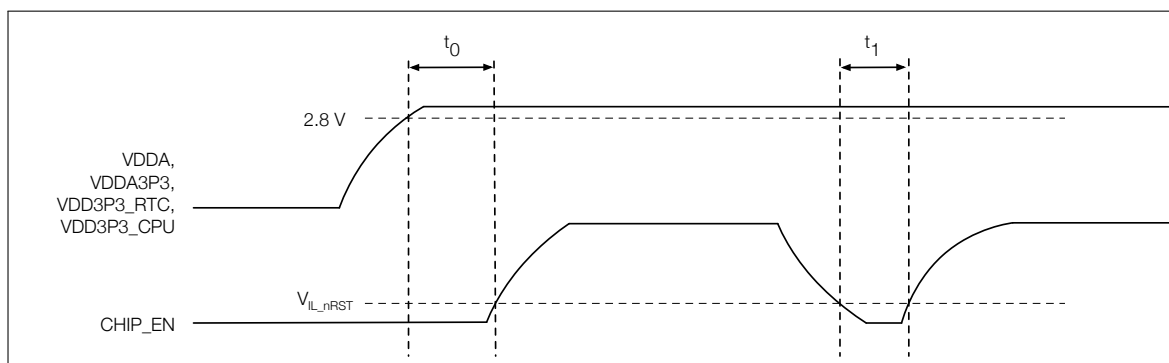 t0
t1
2.8 V
VDDA,
VDDA3P3,
VDD3P3_RTC,
VDD3P3_CPU
VIL_nRST
CHIP_EN